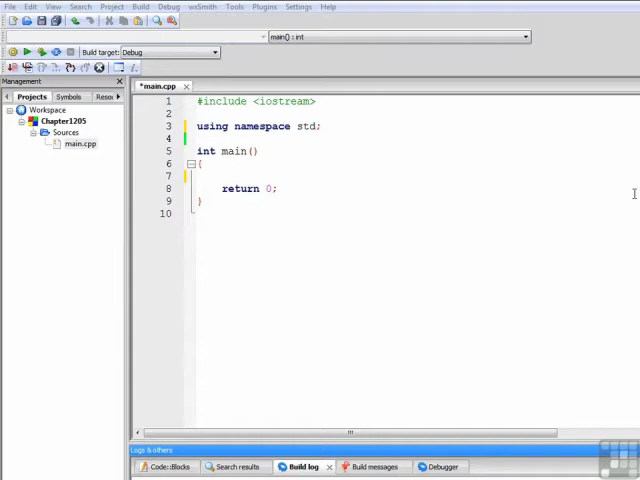 File Edit View Search Project Build Debug wxSmith Tools Plugins Settings Help
main() : int
Build target: Debug
Management
Projects Symbols Resou
*main.cpp
Workspace
Chapter1205
Sources
main.cpp
1 #include <iostream>
2
3 using namespace std;
4
5 int main()
6 {
7
8 return 0;
9 }
10
Logs & others
Code::Blocks Search results Build log Build messages Debugger